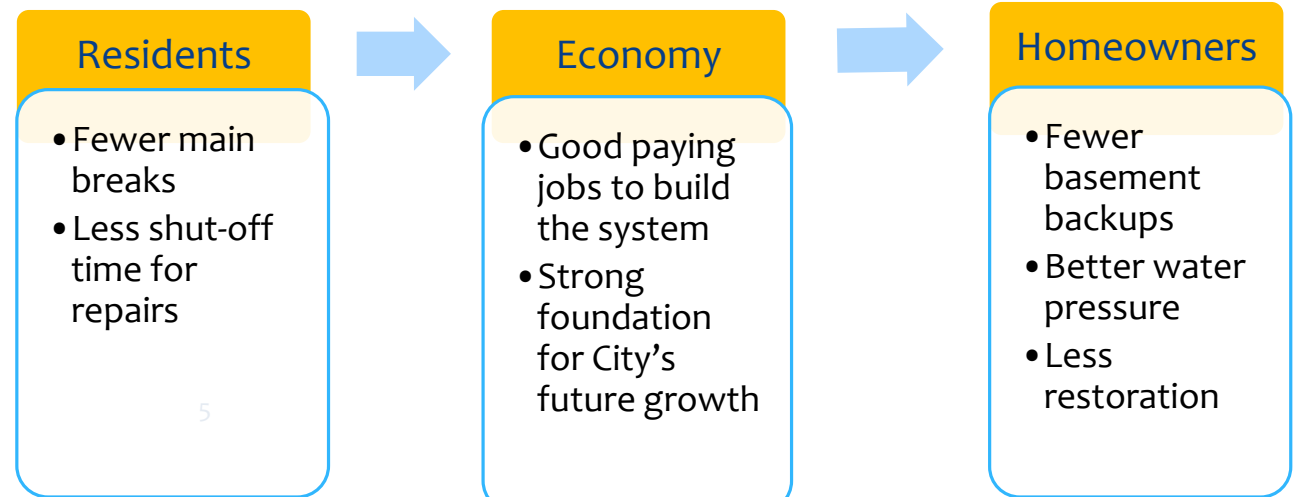 Residents
• Fewer main
breaks
• Less shut-off
time for
repairs
5
Economy
• Good paying
jobs to build
the system
• Strong
foundation
for City’s
future growth
Homeowners
• Fewer
basement
backups
• Better water
pressure
• Less
restoration